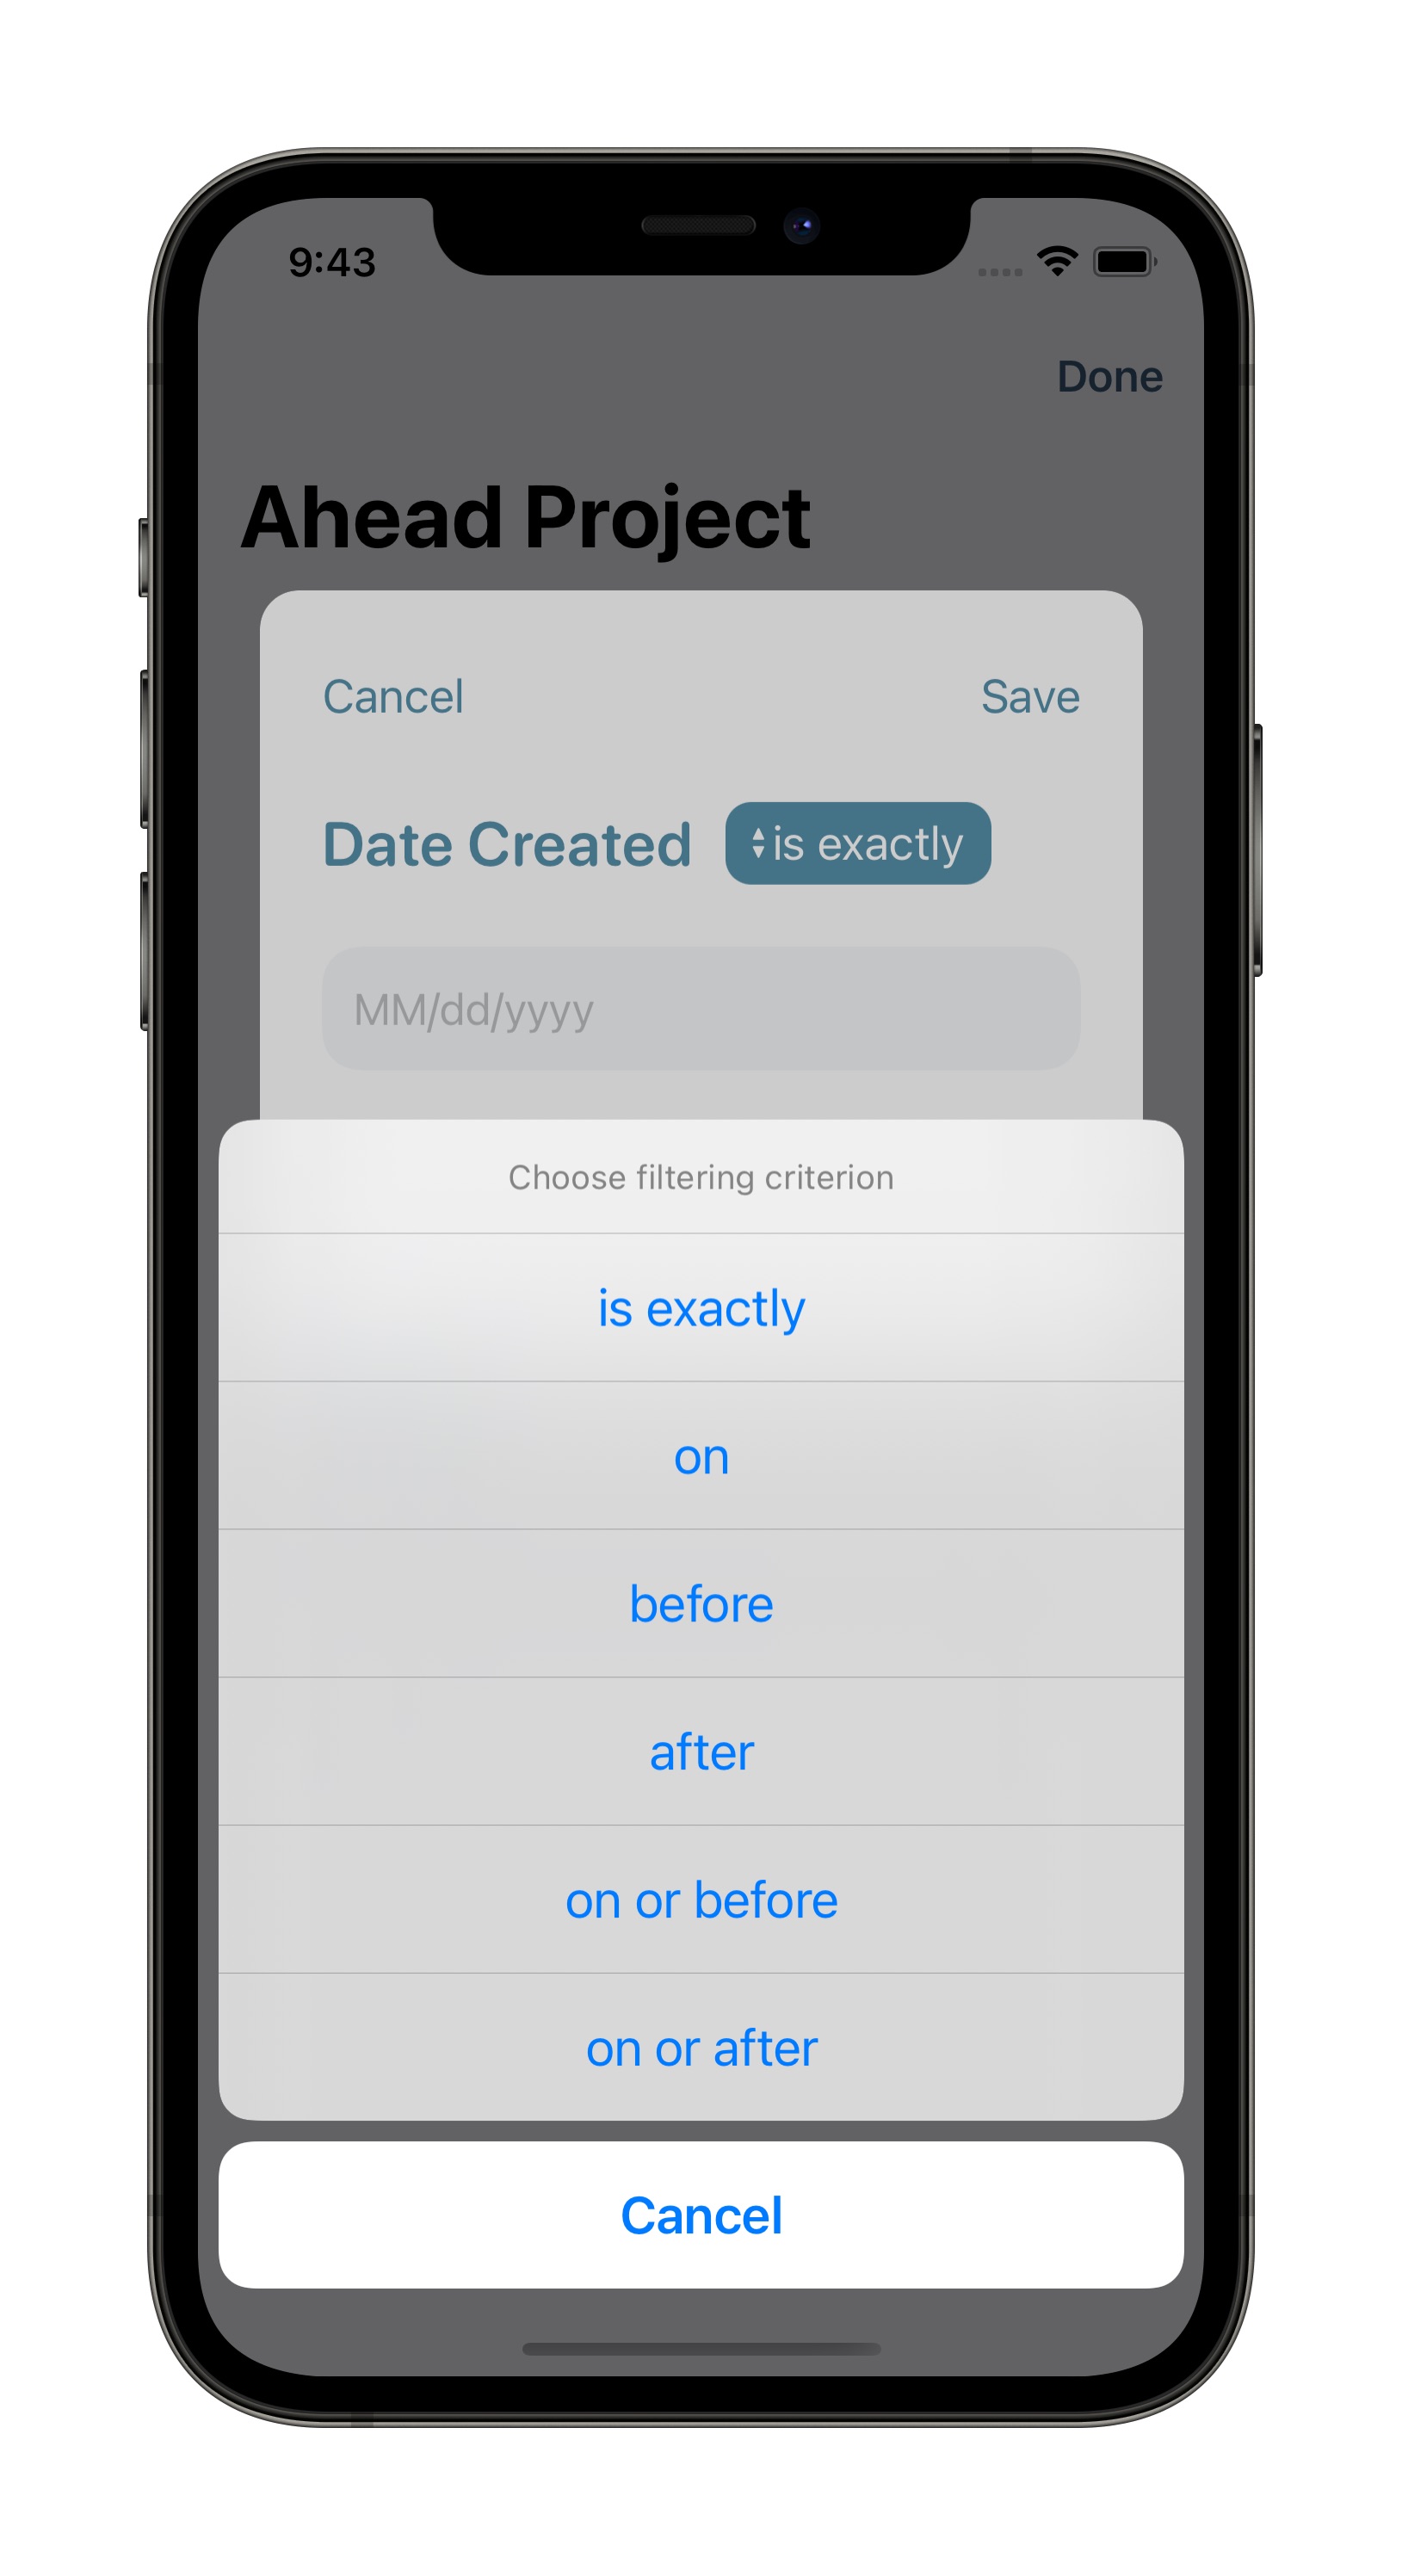 9:43
Done
Ahead Project
Cancel Save
Date Created is exactly
MM/dd/yyyy
Choose filtering criterion
is exactly
on
before
after
on or before
on or after
Cancel